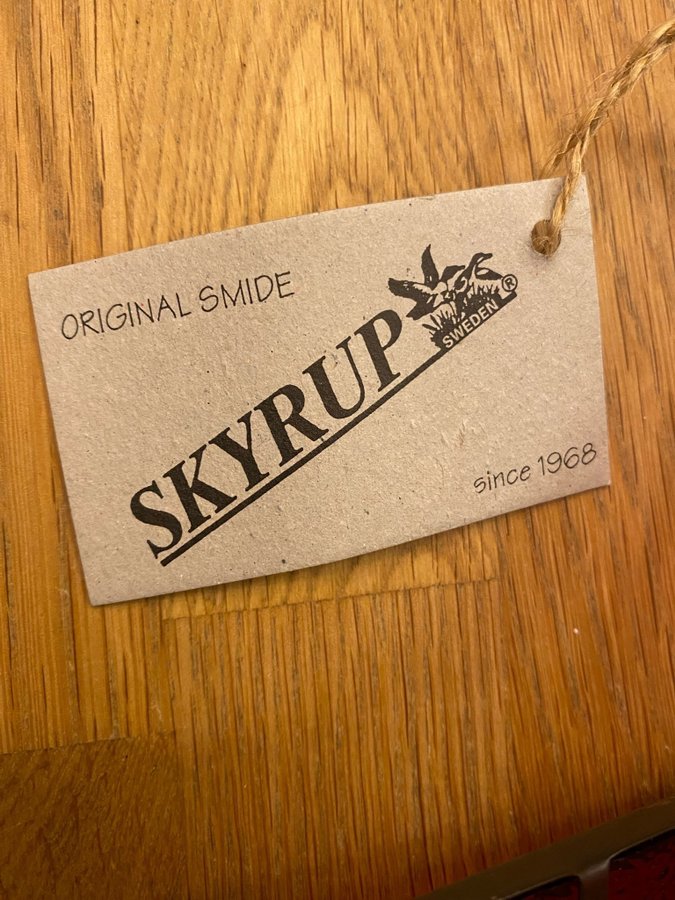 ORIGINAL SMIDE
SKYRUP
SWEDEN ®
since 1968